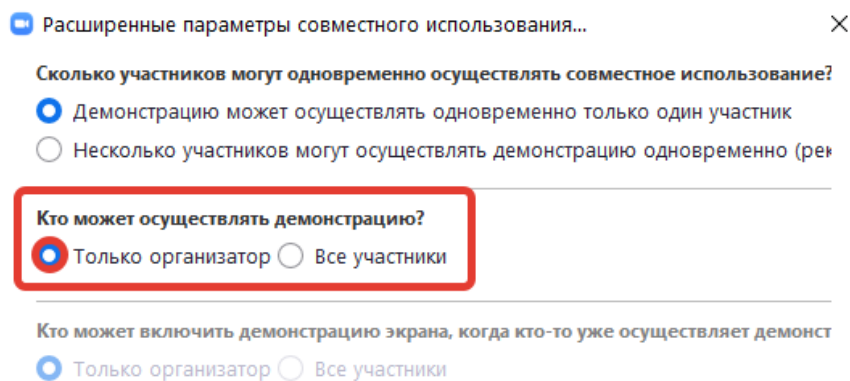 Расширенные параметры совместного использования...
Сколько участников могут одновременно осуществлять совместное использование?
Демонстрацию может осуществлять одновременно только один участник
Несколько участников могут осуществлять демонстрацию одновременно (рек
Кто может осуществлять демонстрацию?
Только организатор Все участники
Кто может включить демонстрацию экрана, когда кто-то уже осуществляет демонст
Только организатор Все участники